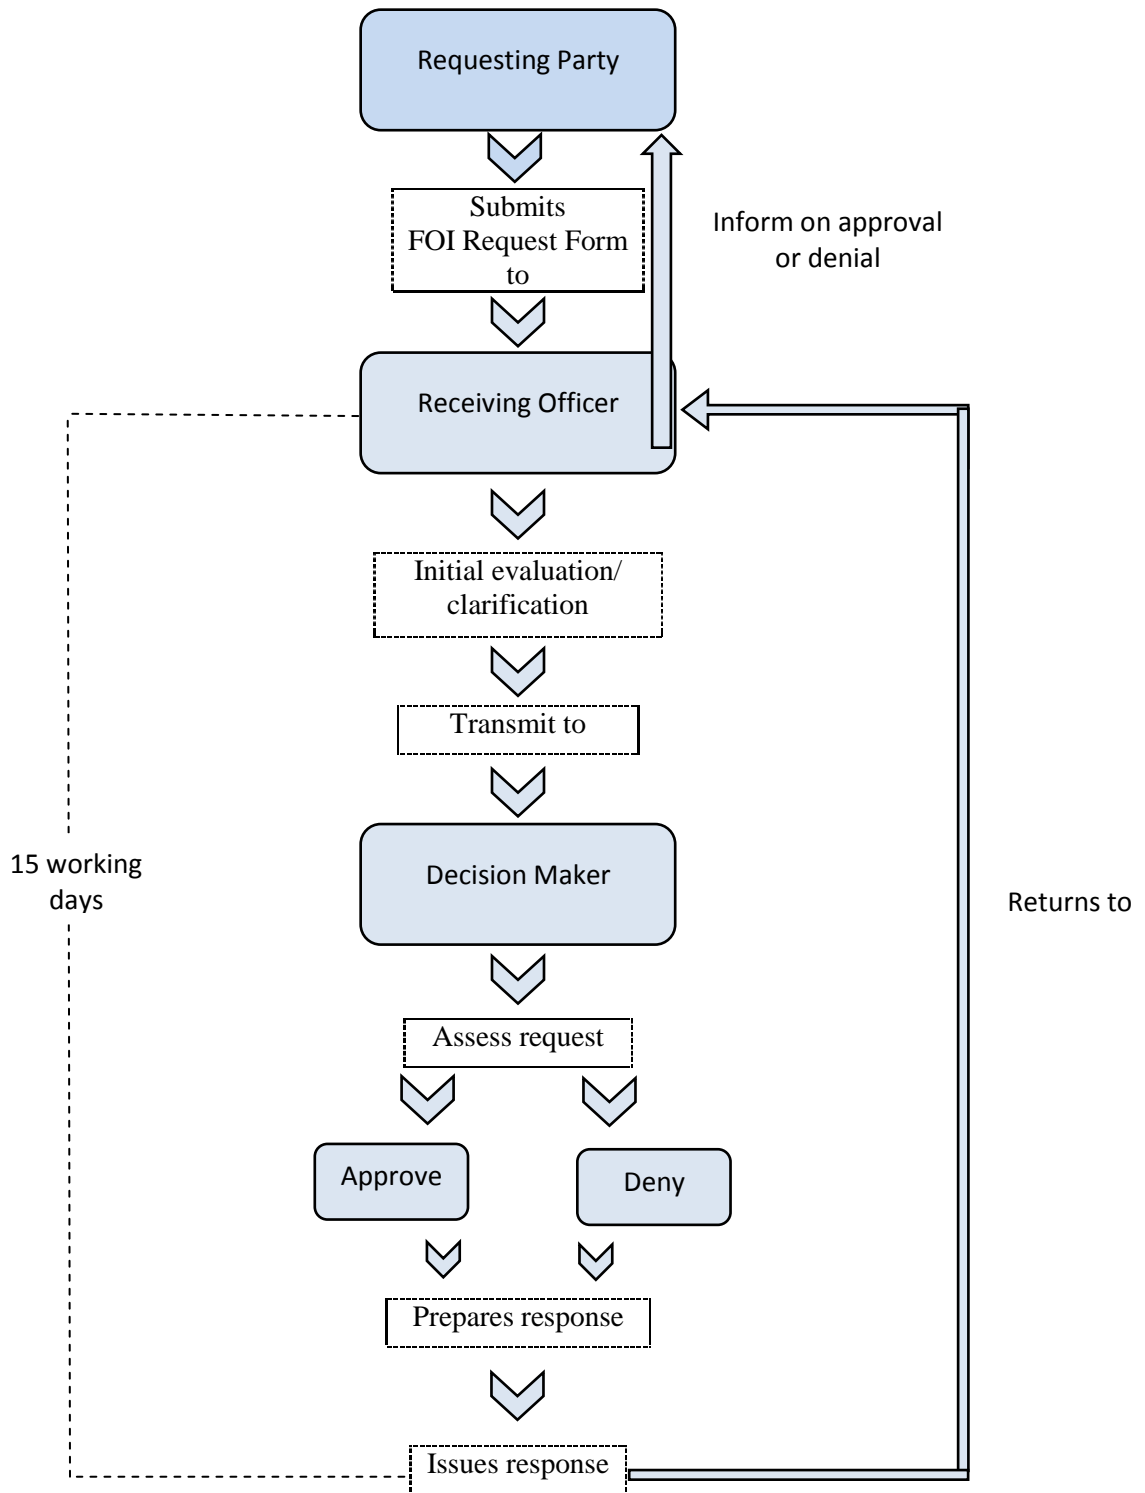 Requesting Party
Submits
FOI Request Form
to
Inform on approval
or denial
Receiving Officer
Initial evaluation/
clarification
Transmit to
Decision Maker
15 working
days
Returns to
Assess request
Approve
Deny
Prepares response
Issues response